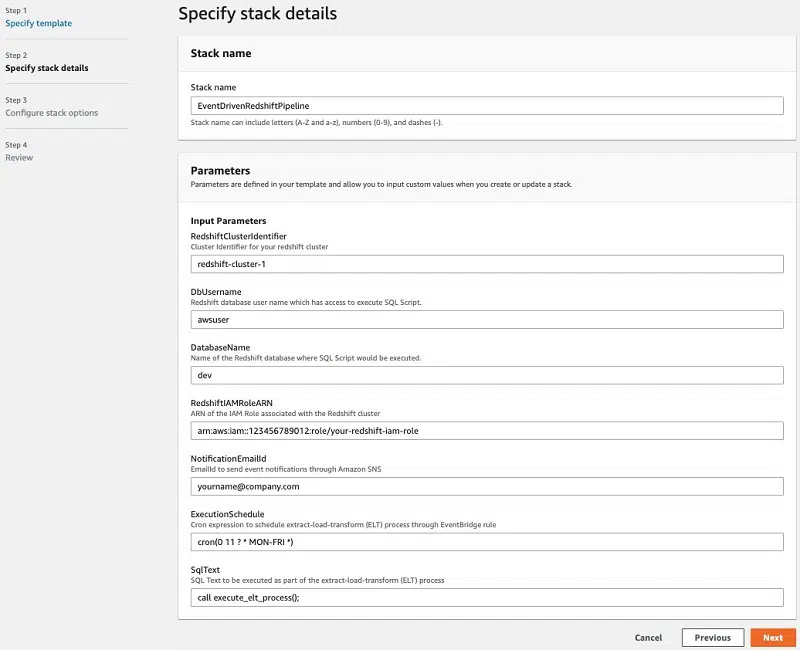 Step 1
Specify template
Step 2
Specify stack details
Step 3
Configure stack options
Step 4
Review
Specify stack details
Stack name
Stack name
EventDrivenRedshiftPipeline
Stack name can include letters (A-Z and a-z), numbers (0-9), and dashes (-).
Parameters
Parameters are defined in your template and allow you to input custom values when you create or update a stack.
Input Parameters
RedshiftClusterIdentifier
Cluster Identifier for your redshift cluster
redshift-cluster-1
DbUsername
Redshift database user name which has access to execute SQL Script.
awsuser
DatabaseName
Name of the Redshift database where SQL Script would be executed.
dev
RedshiftIAMRoleARN
ARN of the IAM Role associated with the Redshift cluster
arn:aws:iam::123456789012:role/your-redshift-iam-role
NotificationEmailId
EmailId to send event notifications through Amazon SNS
yourname@company.com
ExecutionSchedule
Cron expression to schedule extract-load-transform (ELT) process through EventBridge rule
cron(0 11 ? * MON-FRI *)
SqlText
SQL Text to be executed as part of the extract-load-transform (ELT) process
call execute_elt_process();
Cancel
Previous
Next